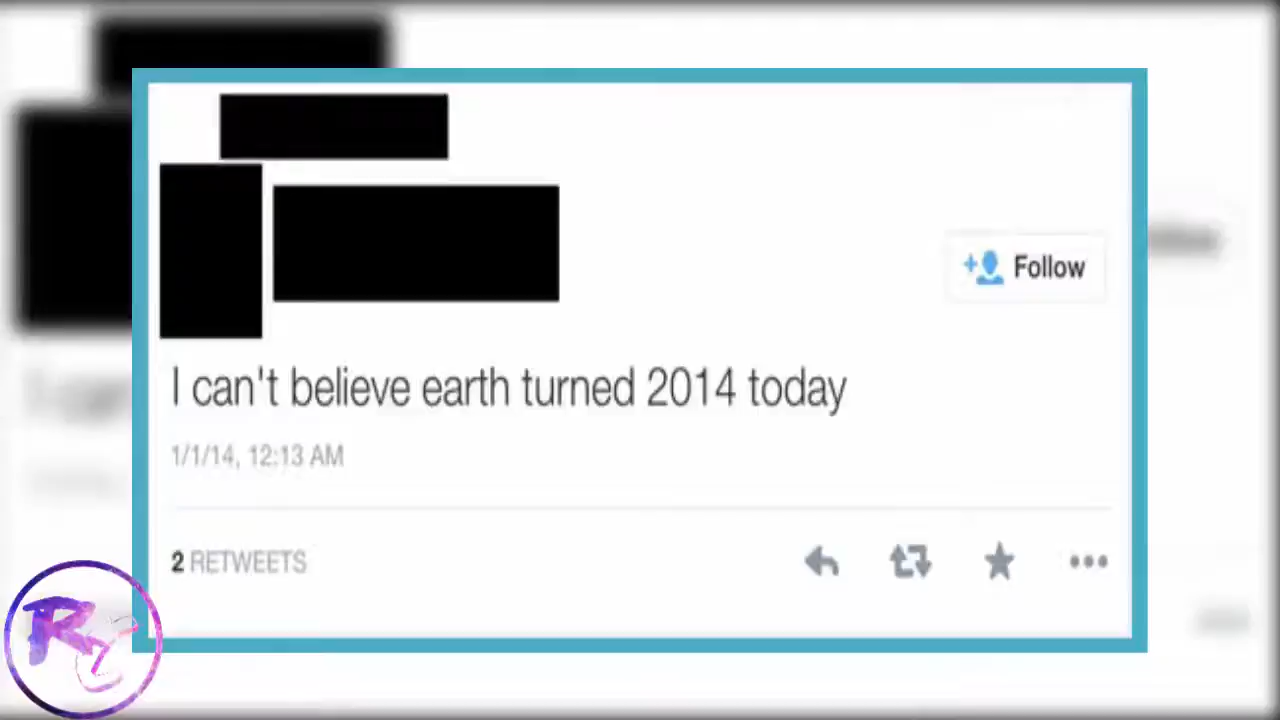 Follow
I can't believe earth turned 2014 today
1/1/14, 12:13 AM
2 RETWEETS